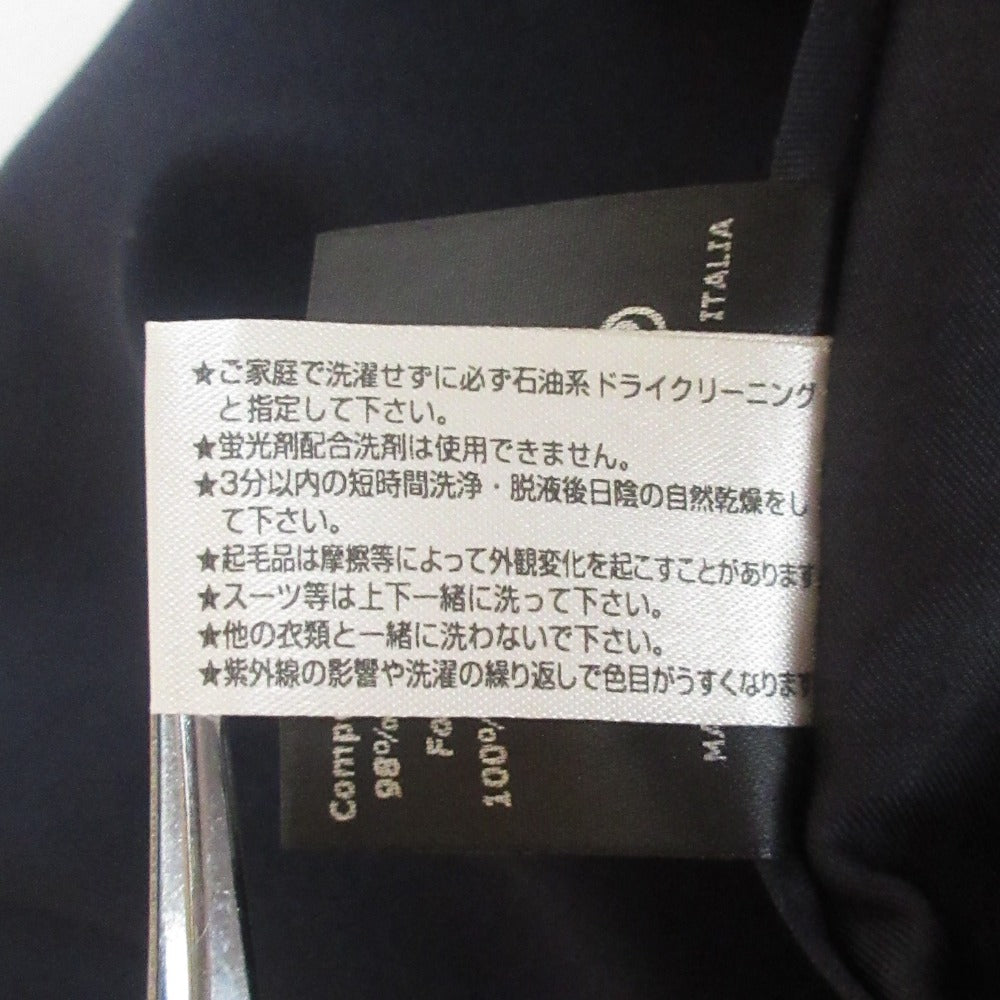 ★ご家庭で洗濯せずに必ず石油系ドライクリーニング
と指定して下さい。
★蛍光剤配合洗剤は使用できません。
★3分以内の短時間洗浄・脱液後日陰の自然乾燥をし
て下さい。
★起毛品は摩擦等によって外観変化を起こすことがあります
★スーツ等は上下一緒に洗って下さい。
★他の衣類と一緒に洗わないで下さい。
★紫外線の影響や洗濯の繰り返しで色目がうすくなります
ITALIA
98%
100%